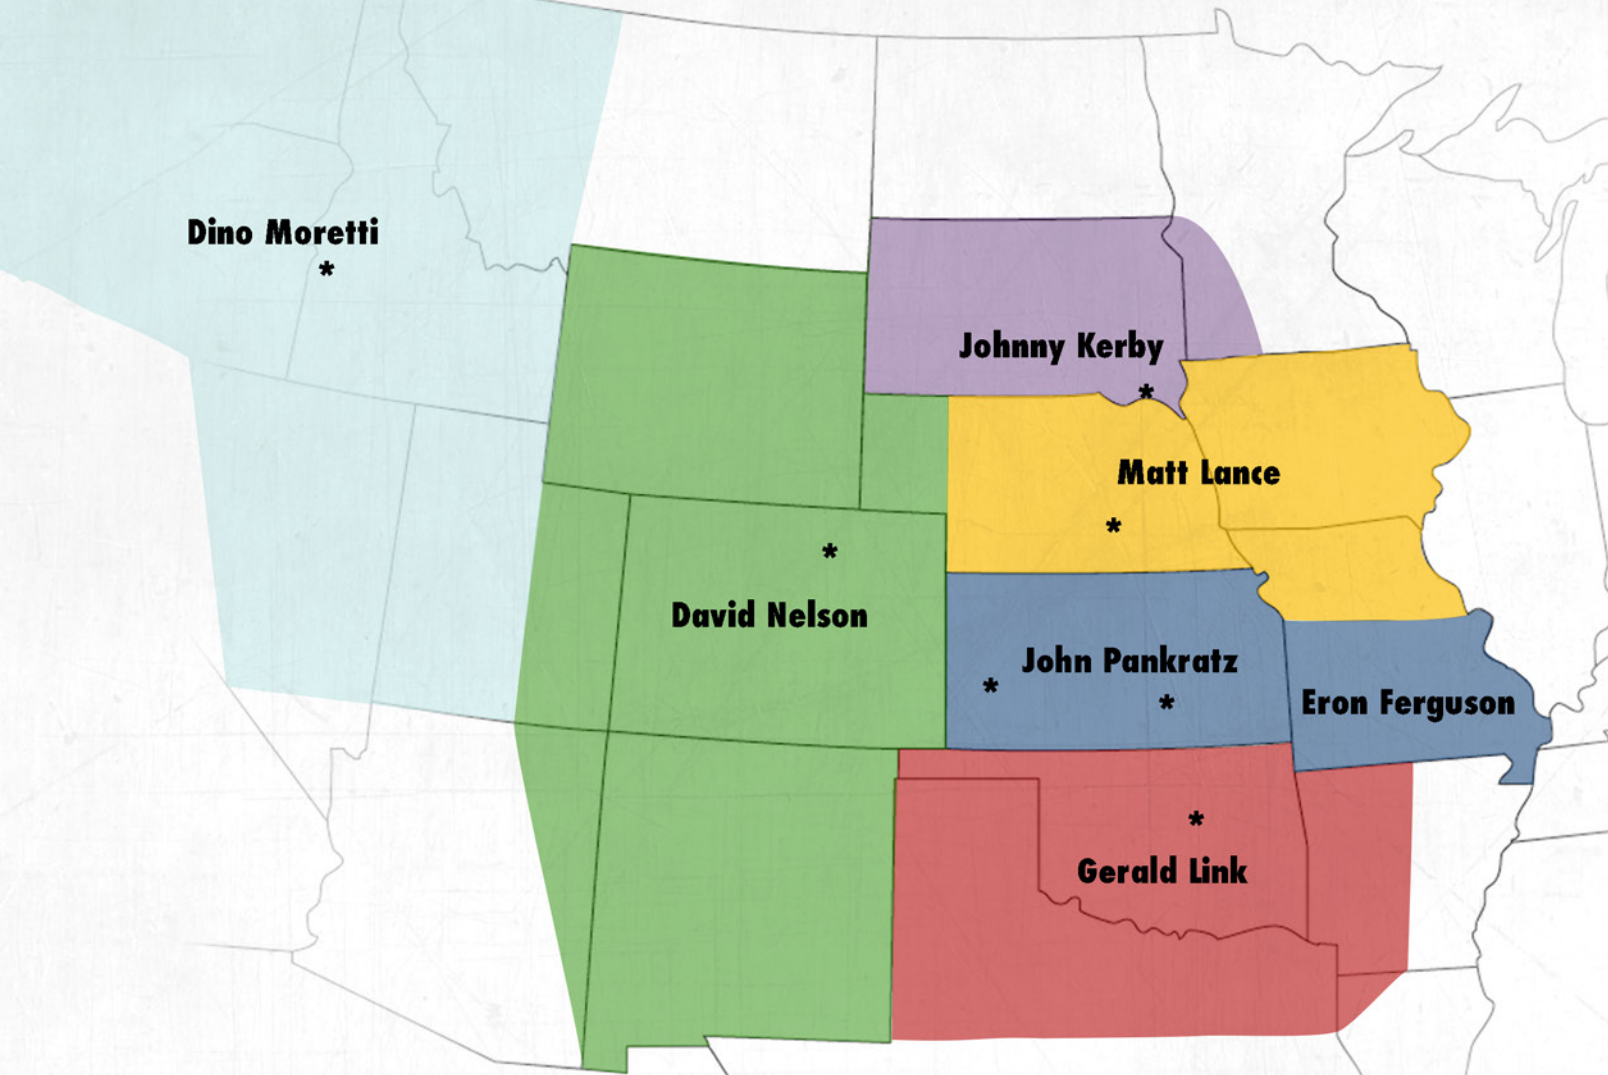 Dino Moretti
*
Johnny Kerby
*
Matt Lance
*
*
David Nelson
John Pankratz
*
*
Eron Ferguson
*
Gerald Link